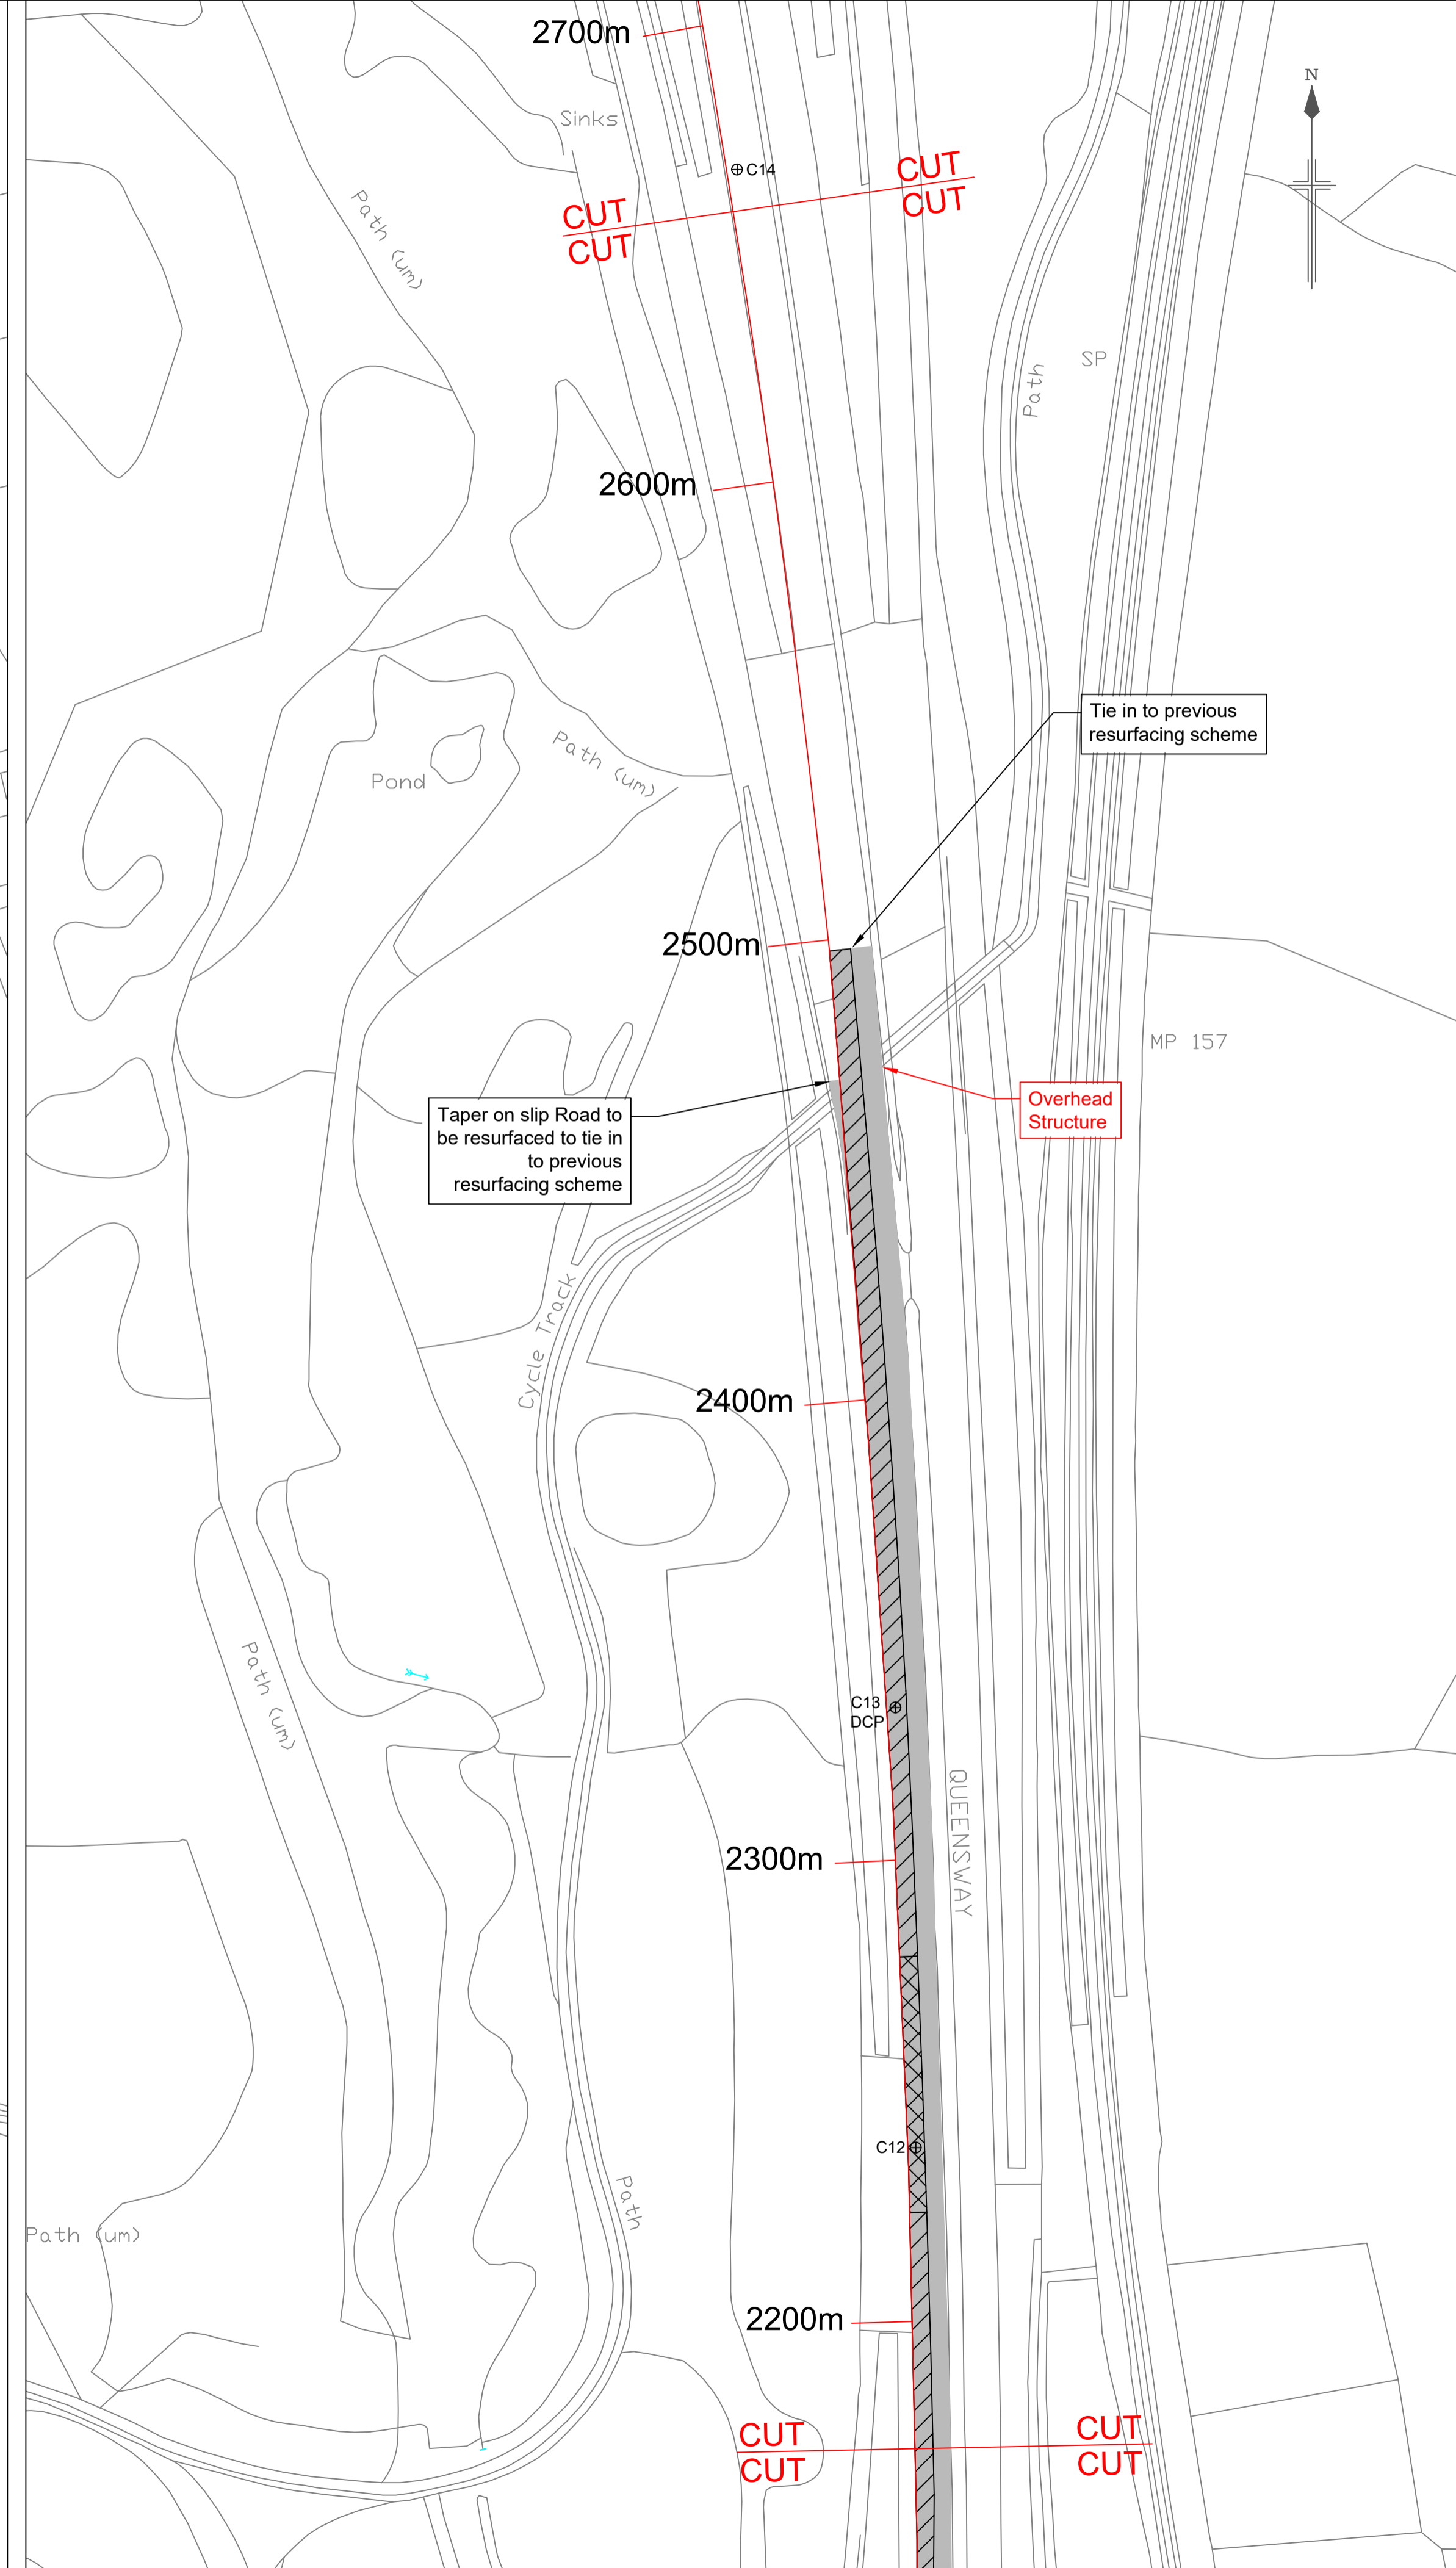 2700m
N
Sinks
C14
CUT
CUT
CUT
CUT
Path (um)
SP
Path
2600m
Tie in to previous
resurfacing scheme
Path (um)
Pond
2500m
MP 157
Overhead
Structure
Taper on slip Road to
be resurfaced to tie in
to previous
resurfacing scheme
Cycle Track
2400m
Path (um)
C13
DCP
QUEENSWAY
2300m
C12
Path
Path (um)
2200m
CUT
CUT
CUT
CUT